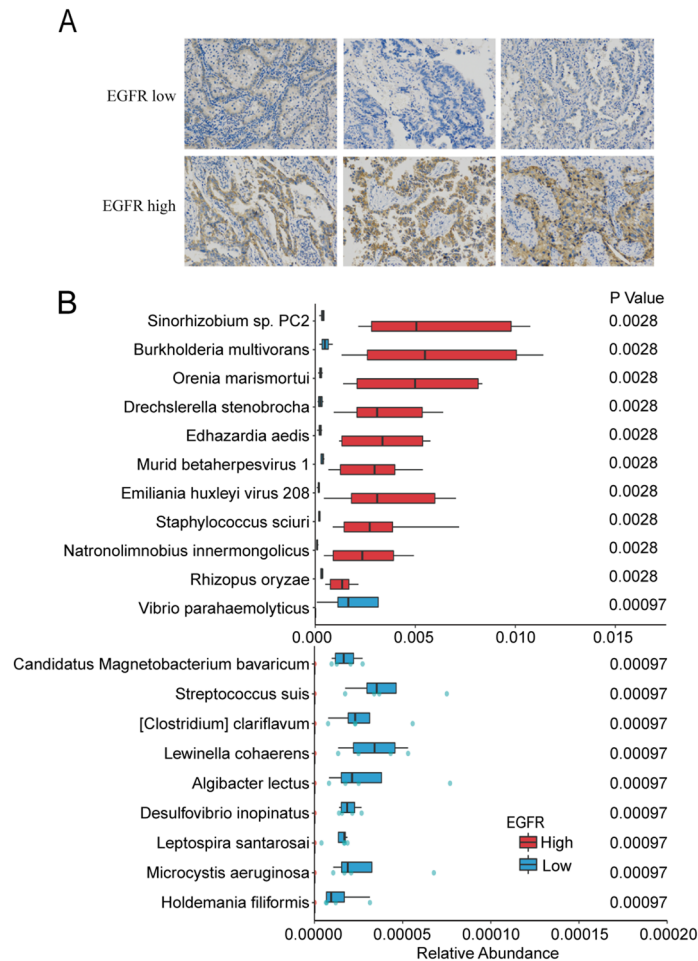 A
EGFR low
EGFR high
B
P Value
Sinorhizobium sp. PC2 0.0028
Burkholderia multivorans 0.0028
Orenia marismortui 0.0028
Drechslerella stenobrocha 0.0028
Edhazardia aedis 0.0028
Murid betaherpesvirus 1 0.0028
Emiliania huxleyi virus 208 0.0028
Staphylococcus sciuri 0.0028
Natronolimnobius innermongolicus 0.0028
Rhizopus oryzae 0.0028
Vibrio parahaemolyticus 0.00097
0.000 0.005 0.010 0.015
Candidatus Magnetobacterium bavaricum 0.00097
Streptococcus suis 0.00097
[Clostridium] clariflavum 0.00097
Lewinella cohaerens 0.00097
Algibacter lectus 0.00097
Desulfovibrio inopinatus 0.00097
EGFR
Leptospira santarosai High 0.00097
Low
Microcystis aeruginosa 0.00097
Holdemania filiformis 0.00097
0.00000 0.00005 0.00010 0.00015 0.00020
Relative Abundance